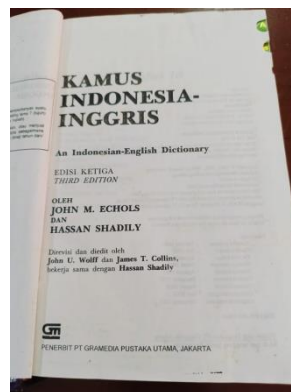 KAMUS
INDONESIA-
INGGRIS
An Indonesian-English Dictionary
EDISI KETIGA
THIRD EDITION
OLEH
JOHN M. ECHOLS
DAN
HASSAN SHADILY
Direvisi dan diedit oleh
John U. Wolff dan James T. Collins,
bekerja sama dengan Hassan Shadily
GM
PENERBIT PT GRAMEDIA PUSTAKA UTAMA, JAKARTA